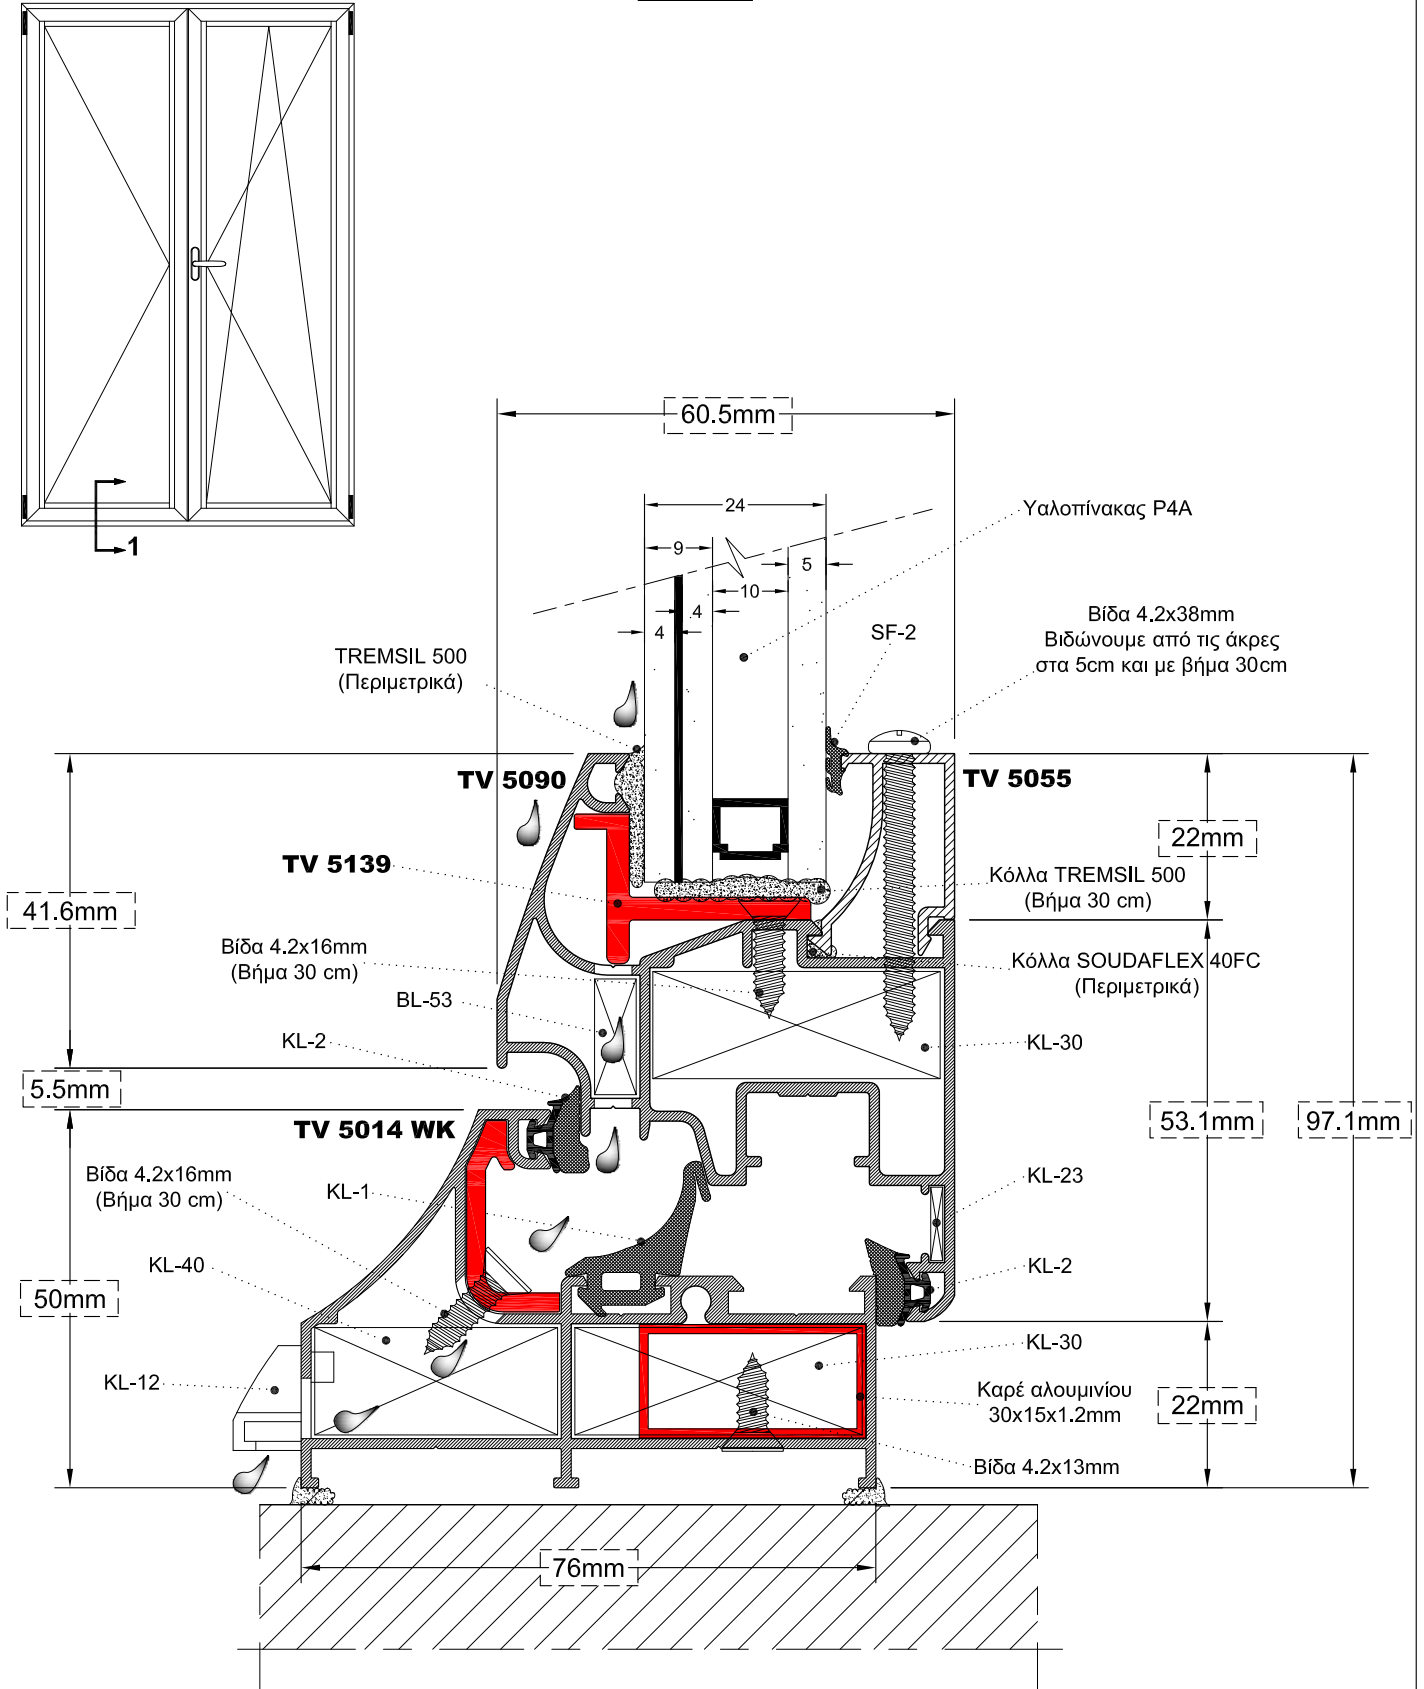 1
60.5mm
24
Υαλοπίνακας P4A
9
5
10
4
4
Βίδα 4.2x38mm
Βιδώνουμε από τις άκρες
στα 5cm και με βήμα 30cm
SF-2
TREMSIL 500
(Περιμετρικά)
TV 5090
TV 5055
22mm
TV 5139
Κόλλα TREMSIL 500
(Βήμα 30 cm)
41.6mm
Βίδα 4.2x16mm
(Βήμα 30 cm)
Κόλλα SOUDAFLEX 40FC
(Περιμετρικά)
BL-53
KL-2
KL-30
5.5mm
TV 5014 WK
53.1mm
97.1mm
Βίδα 4.2x16mm
(Βήμα 30 cm)
KL-1
KL-23
KL-40
KL-2
50mm
KL-30
KL-12
Καρέ αλουμινίου
30x15x1.2mm
22mm
Βίδα 4.2x13mm
76mm